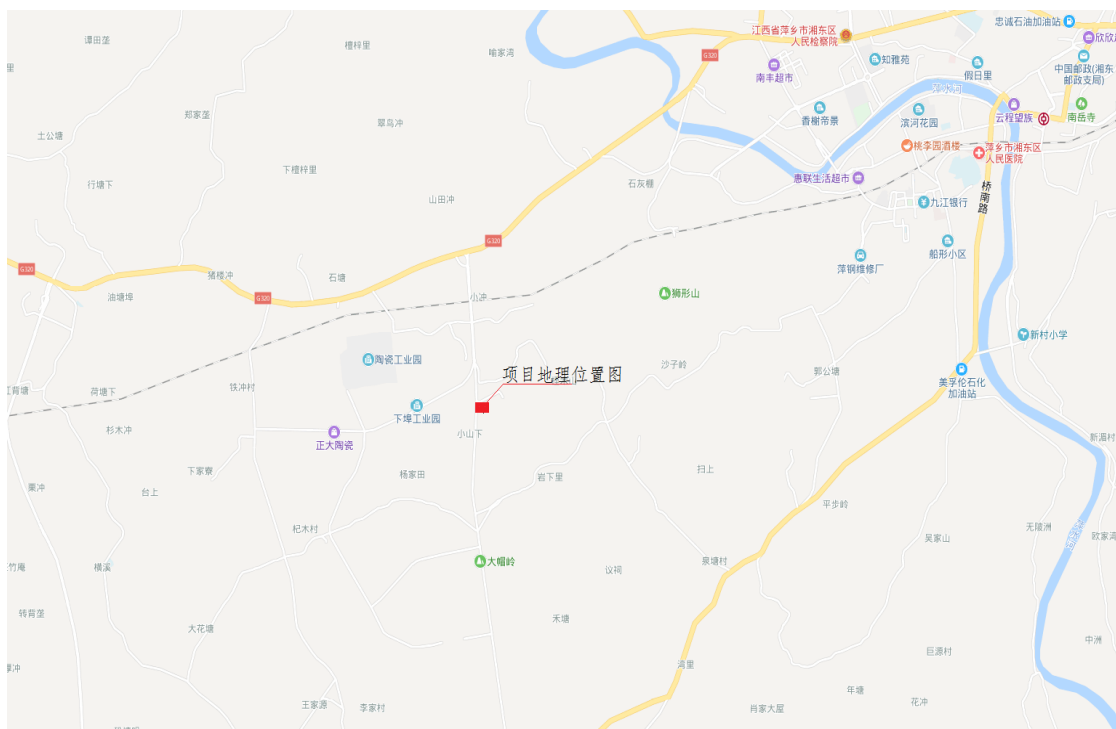 忠诚石油加油站
江西省萍乡市湘东区
人民检察院
欣欣
谭田垄
檀梓里
喻家湾
G320
知雅苑
假日里
中国邮政(湘东
邮政支局)
南丰超市
萍水河
云程望族
南岳寺
郑家垄
翠鸟冲
香榭帝景
滨河花园
土公塘
桃李园酒楼
萍乡市湘东区
人民医院
下檀梓里
行塘下
石灰棚
惠联生活超市
桥南路
山田冲
九江银行
G320
船形小区
萍钢维修厂
G320
猪楼冲
石塘
油塘埠
G320
小冲
狮形山
新村小学
陶瓷工业园
沙子岭
郭公塘
美孚伦石化
加油站
项目地理位置图
江背塘
荷塘下
铁冲村
下埠工业园
小山下
杉木冲
正大陶瓷
新湄村
下家寮
杨家田
岩下里
扫上
台上
栗冲
平步岭
杞木村
无陵洲
吴家山
欧家湾
大帽岭
泉塘村
议祠
竹庵
横溪
转背垄
禾塘
大花塘
中洲
巨源村
湾里
年塘
花冲
王家源
李家村
肖家大屋